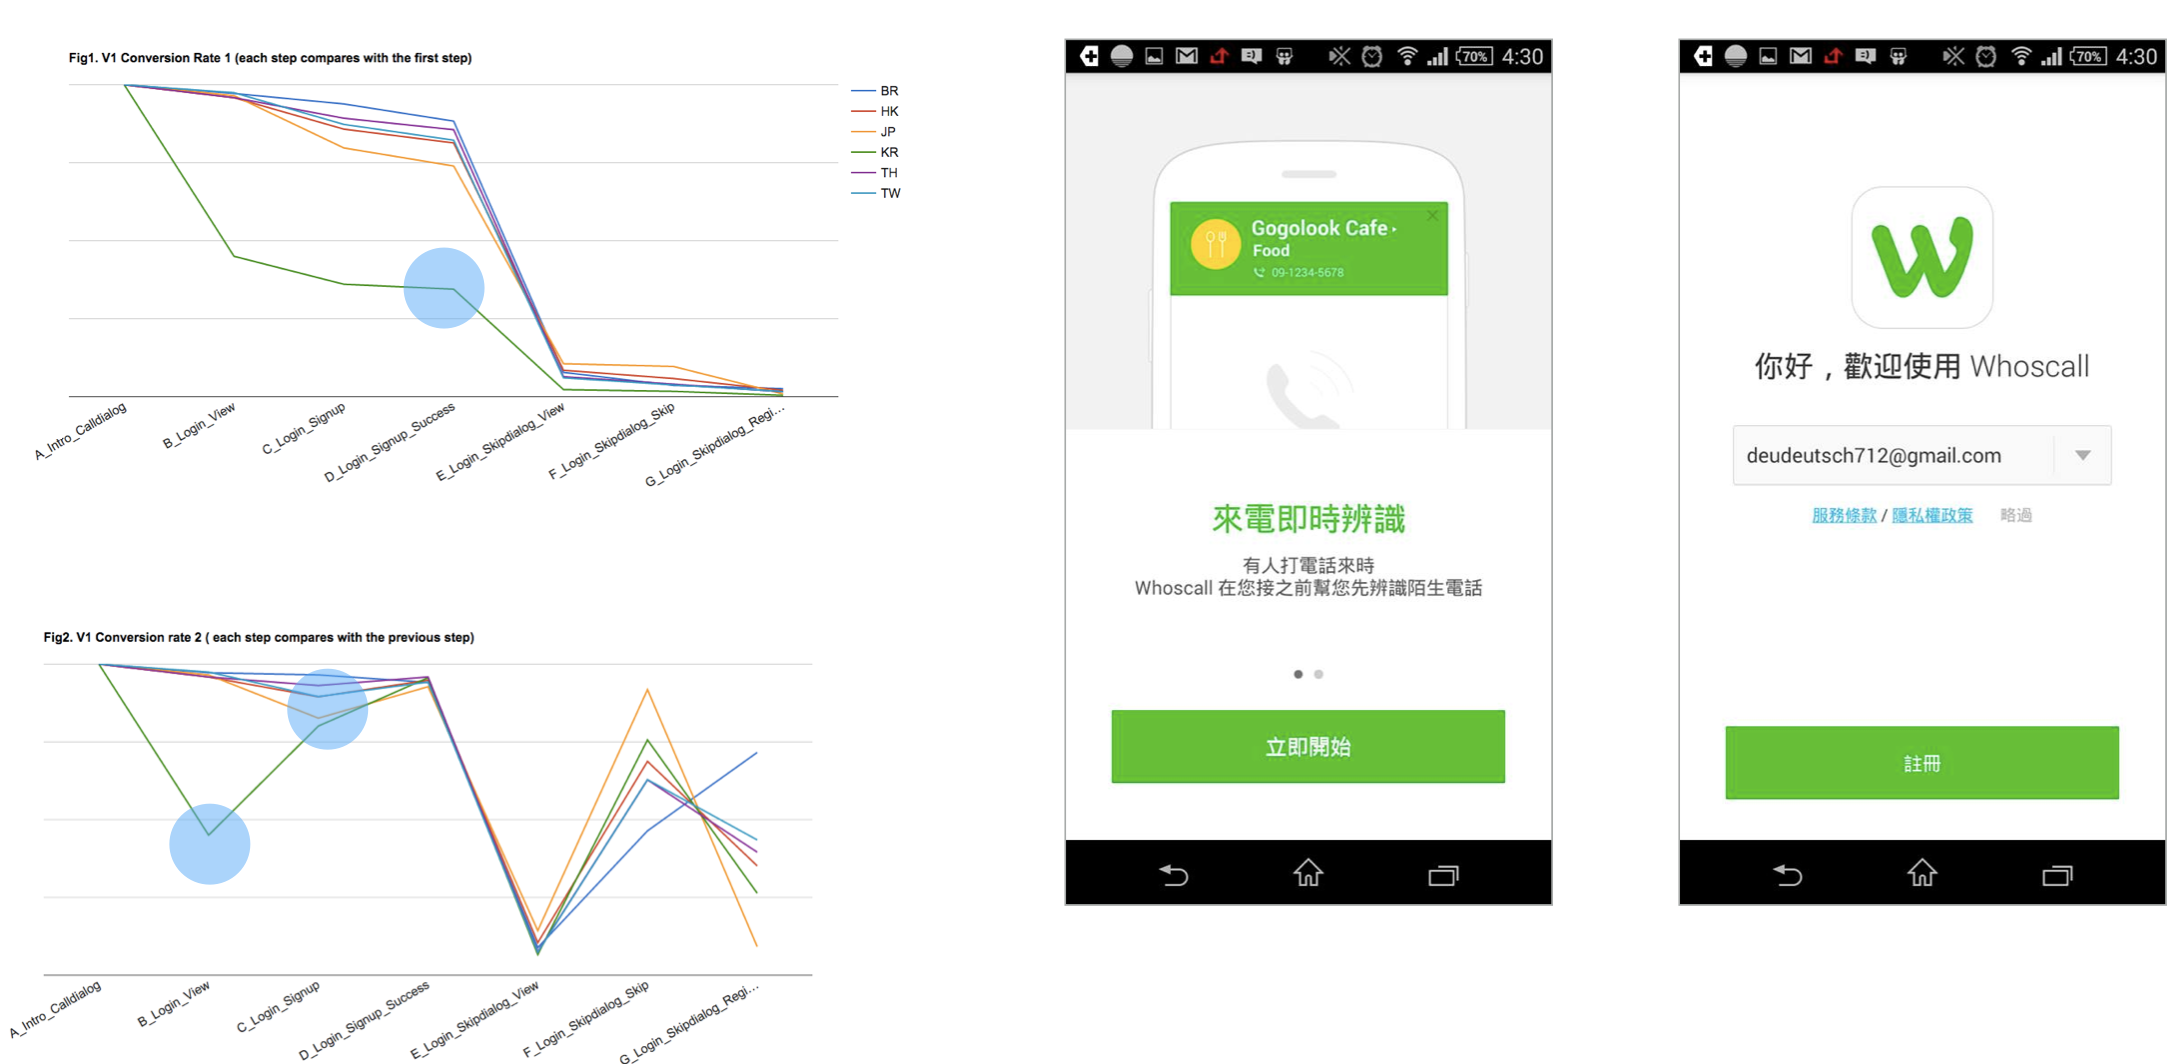 Fig1. V1 Conversion Rate 1 (each step compares with the first step)
BR
HK
JP
KR
TH
TW
A_Intro_Calldialog
B_Login_View
C_Login_Signup
D_Login_Signup_Success
E_Login_Skipdialog_View
F_Login_Skipdialog_Skip
G_Login_Skipdialog_Regi...
Fig2. V1 Conversion rate 2 ( each step compares with the previous step)
A_Intro_Calldialog
B_Login_View
C_Login_Signup
D_Login_Signup_Success
E_Login_Skipdialog_View
F_Login_Skipdialog_Skip
G_Login_Skipdialog_Regi...
70% 4:30
Gogolook Cafe
Food
09-1234-5678
來電即時辨識
有人打電話來時
Whoscall 在您接之前幫您先辨識陌生電話
立即開始
70% 4:30
你好，歡迎使用 Whoscall
deudeutsch712@gmail.com
服務條款 / 隱私權政策 略過
註冊